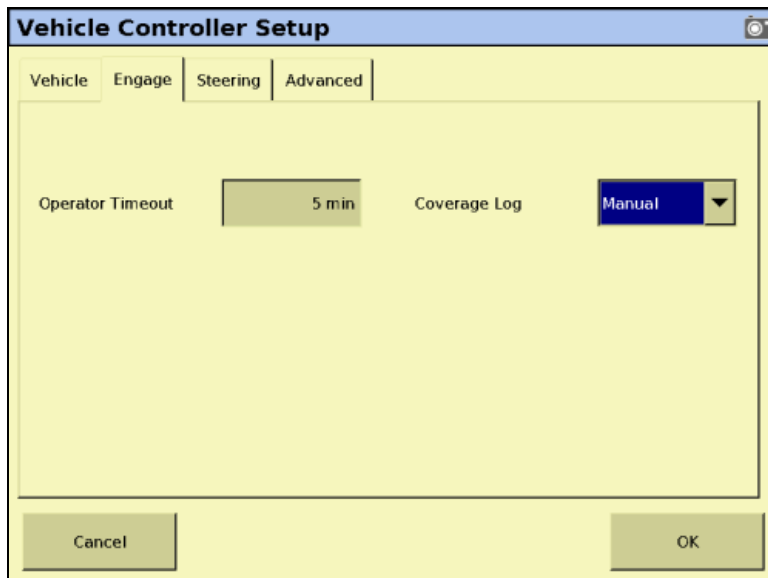 Vehicle Controller Setup
Vehicle Engage Steering Advanced
Operator Timeout 5 min Coverage Log Manual
Cancel OK